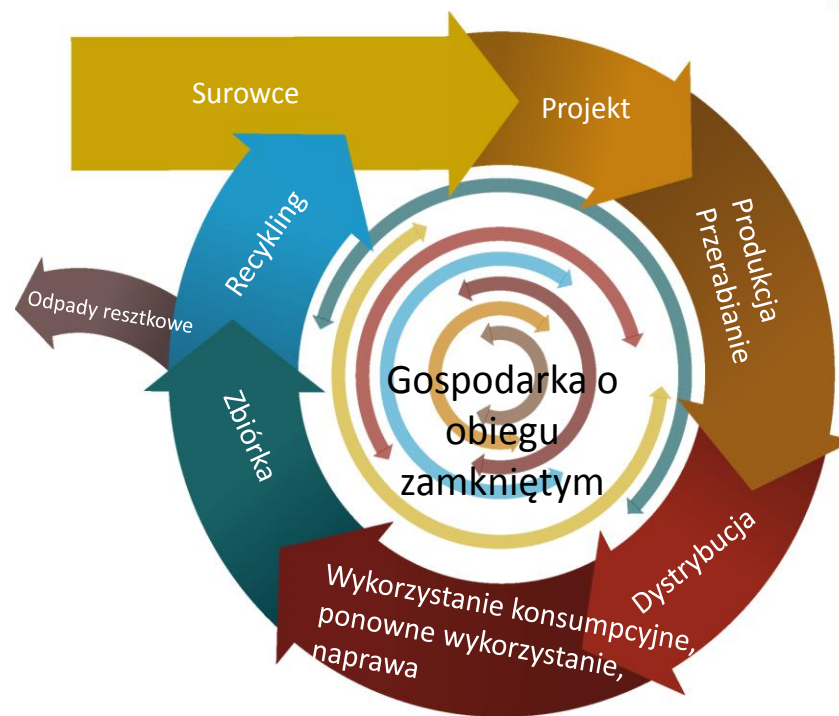 Surowce
Projekt
Produkcja
Przerabianie
Dystrybucja
Wykorzystanie konsumpcyjne,
ponowne wykorzystanie,
naprawa
Zbiórka
Recykling
Odpady resztkowe
Gospodarka o
obiegu
zamkniętym